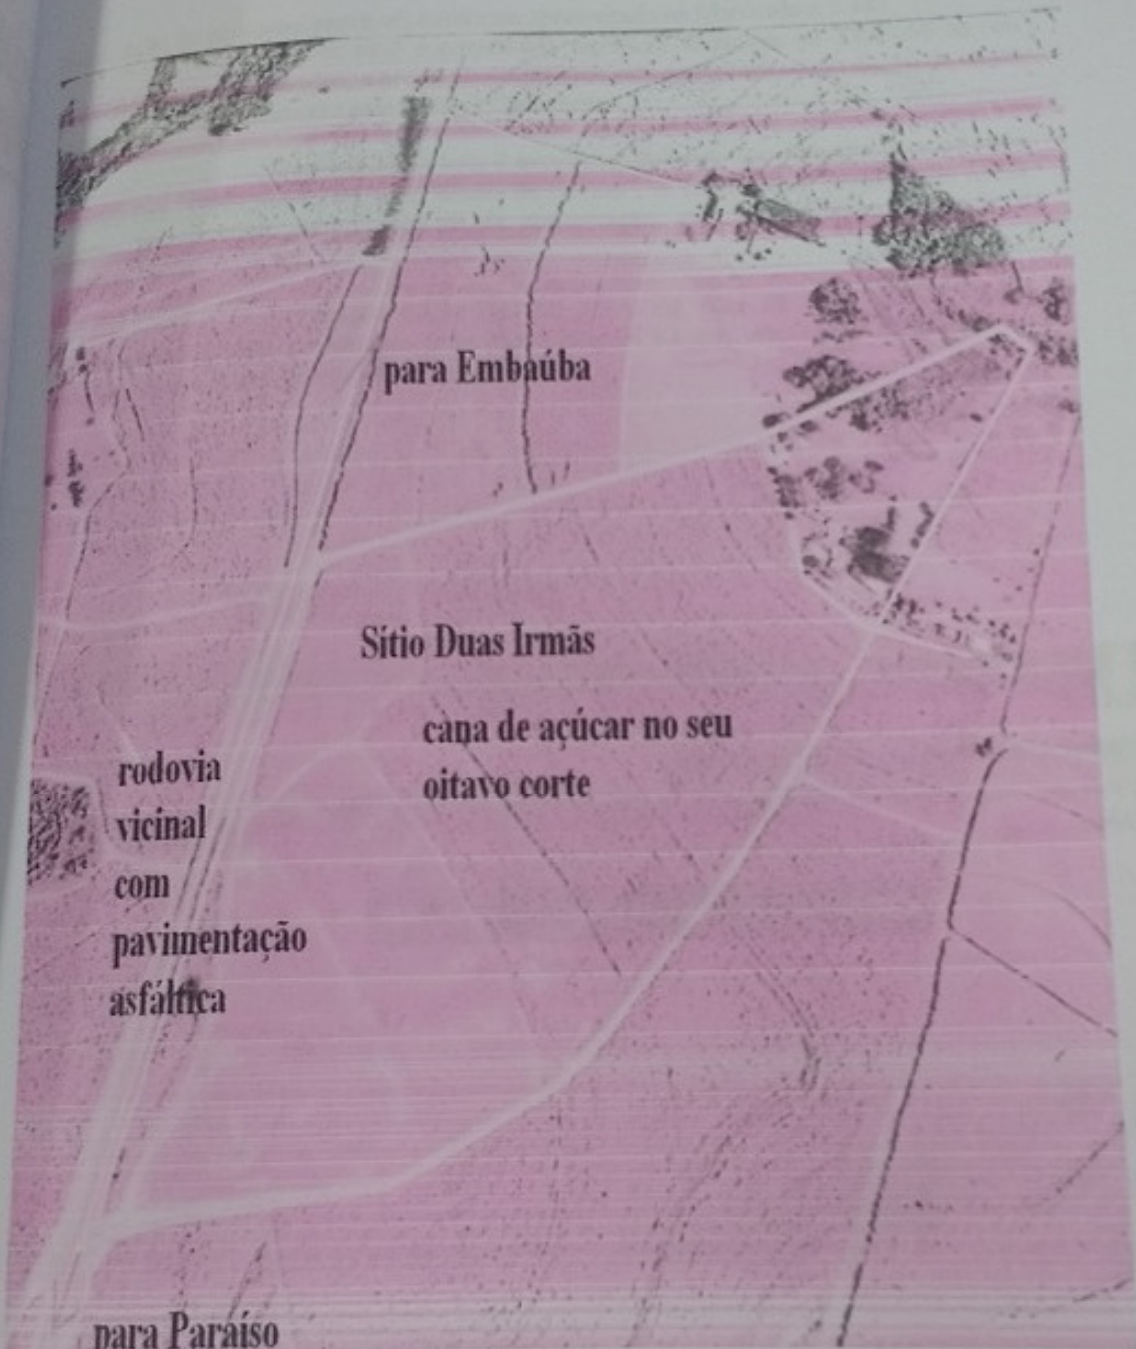 para Embaúba
Sítio Duas Irmãs
cana de açúcar no seu
oitavo corte
rodovia
vicinal
com
pavimentação
asfáltica
para Paraíso